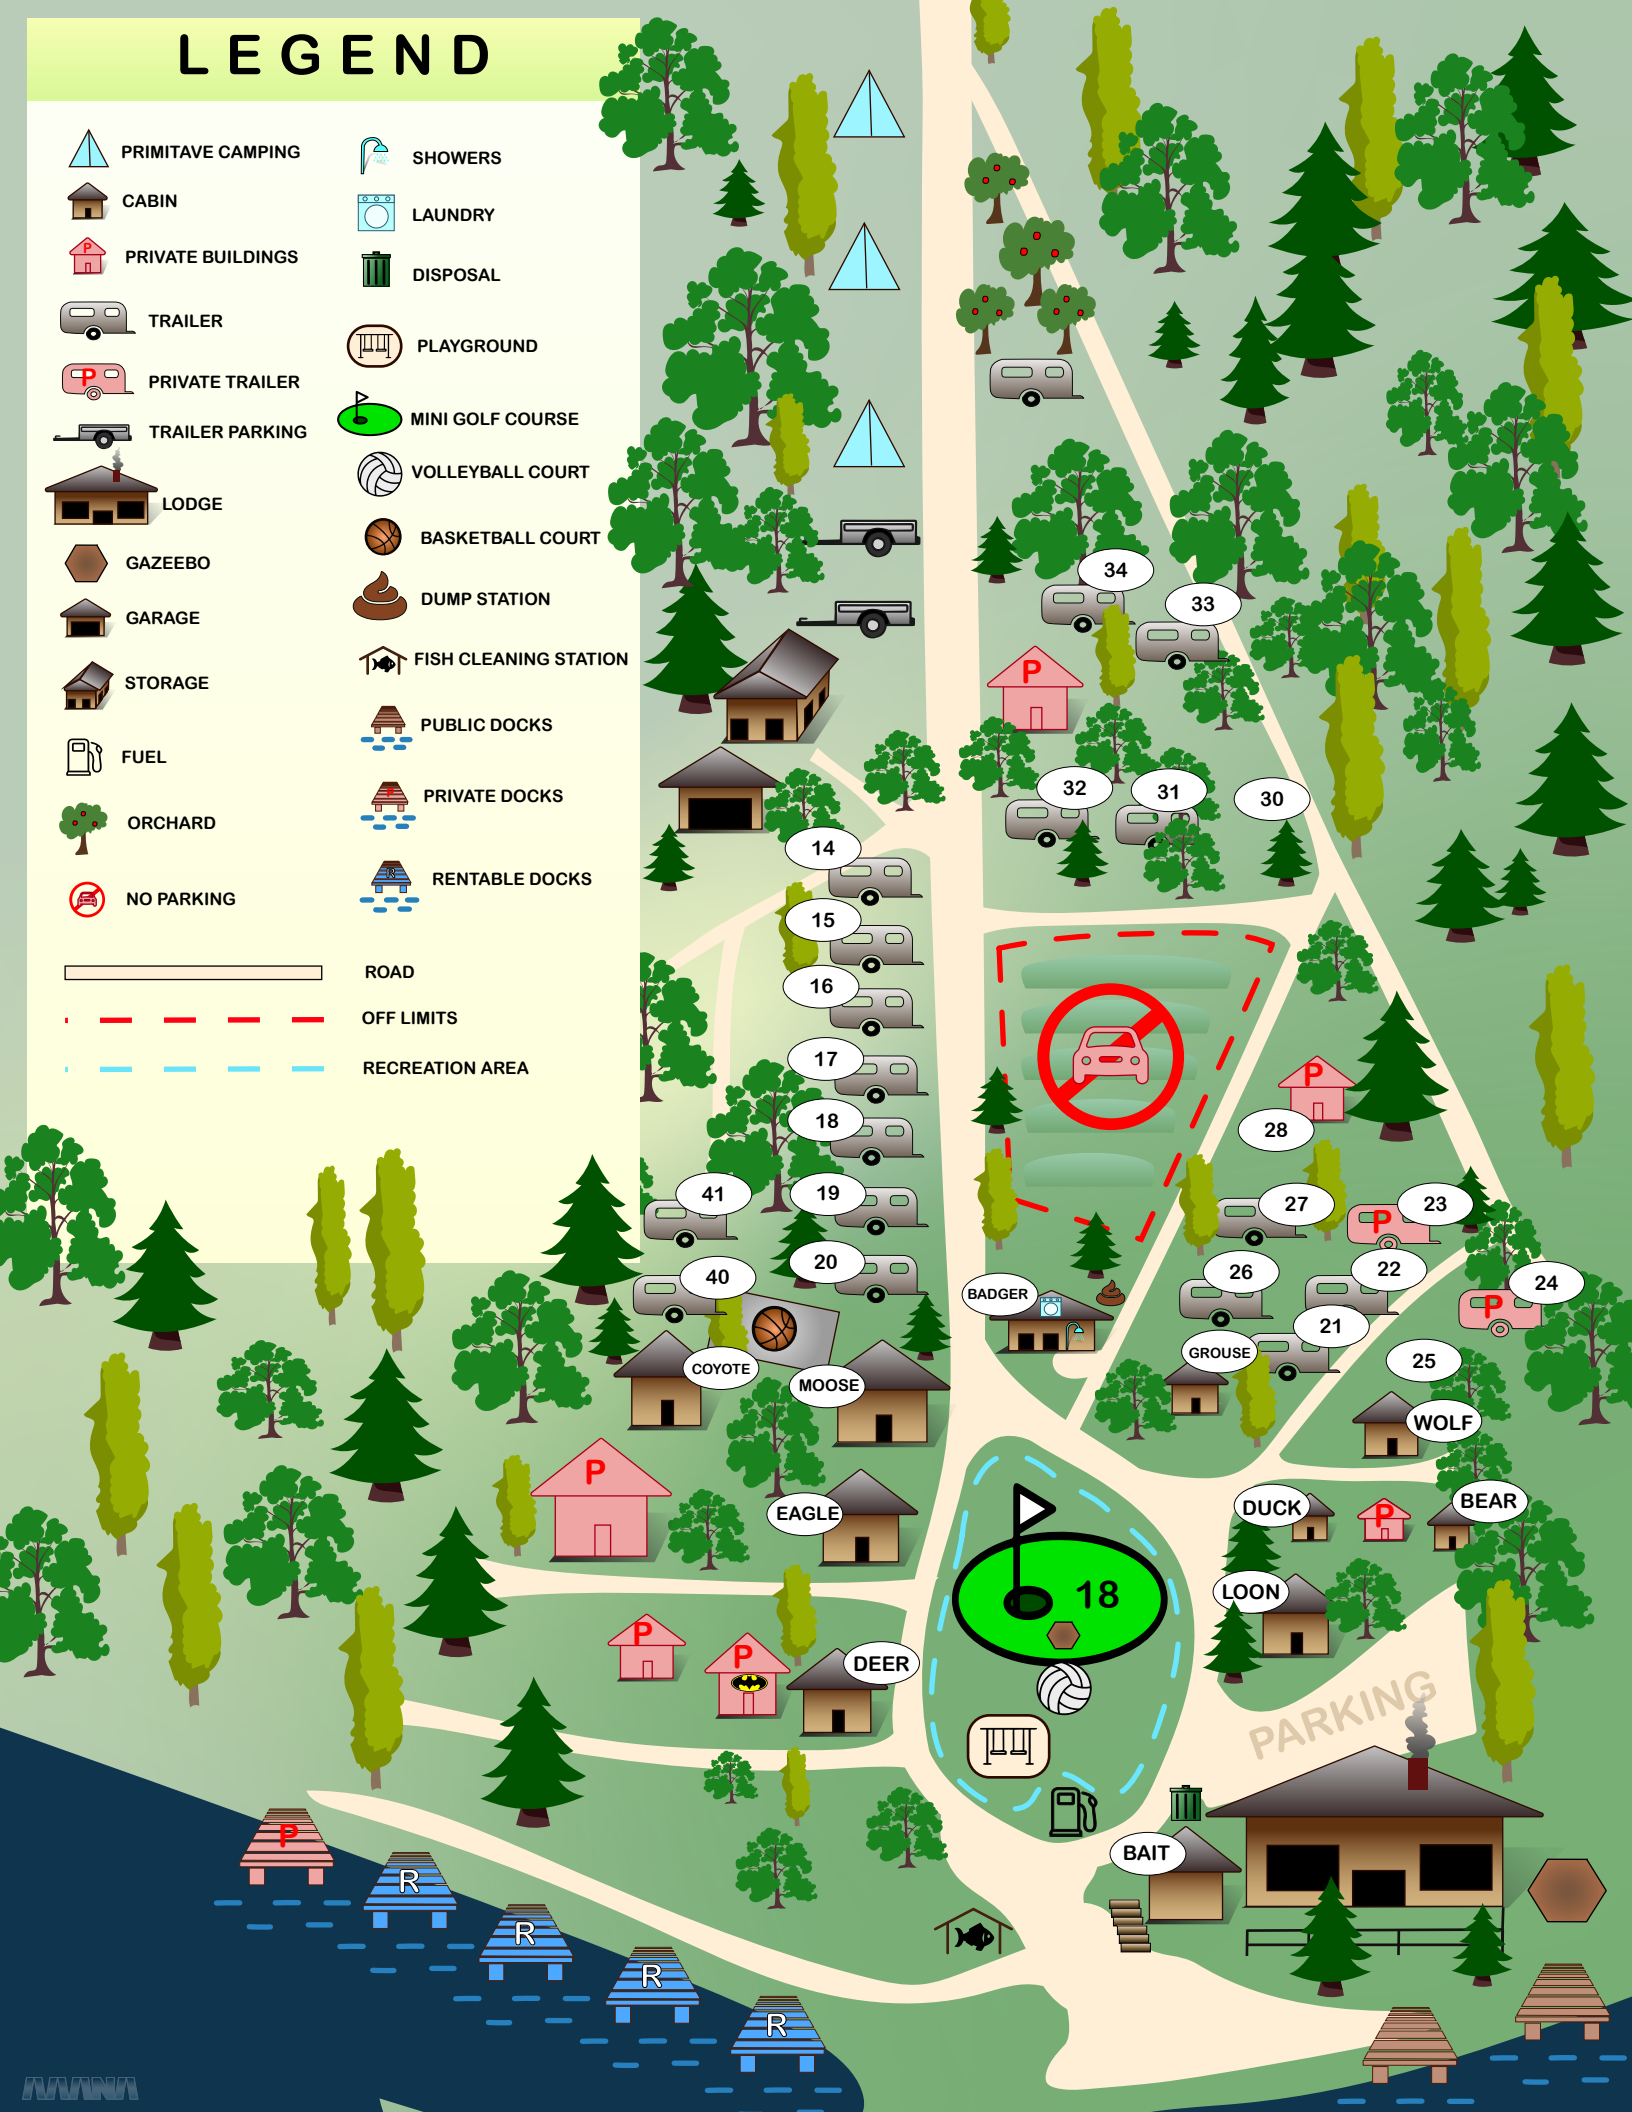 LEGEND
PRIMITAVE CAMPING
CABIN
P
PRIVATE BUILDINGS
TRAILER
P
PRIVATE TRAILER
TRAILER PARKING
LODGE
GAZEEBO
GARAGE
STORAGE
FUEL
ORCHARD
NO PARKING
SHOWERS
LAUNDRY
DISPOSAL
PLAYGROUND
MINI GOLF COURSE
VOLLEYBALL COURT
BASKETBALL COURT
DUMP STATION
FISH CLEANING STATION
PUBLIC DOCKS
P
PRIVATE DOCKS
R
RENTABLE DOCKS
ROAD
OFF LIMITS
RECREATION AREA
34
33
P
32
31
30
14
15
16
17
18
19
20
41
40
P
28
27
P
23
26
22
P
24
21
25
BADGER
GROUSE
WOLF
COYOTE
MOOSE
P
EAGLE
DUCK
P
BEAR
LOON
18
P
P
DEER
PARKING
BAIT
P
R
R
R
R